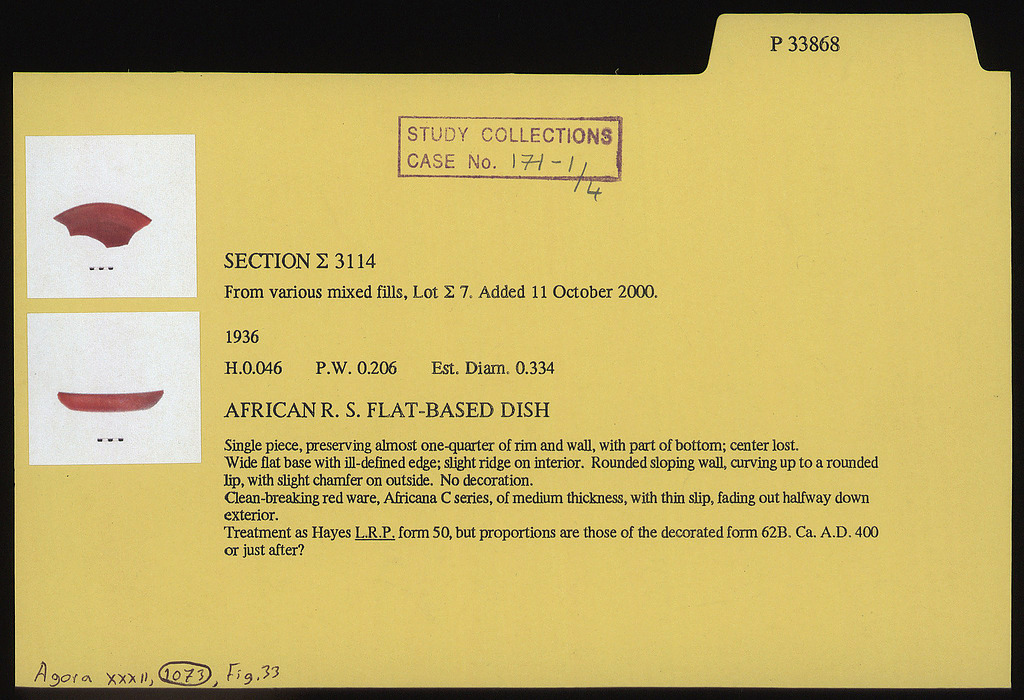 P 33868
STUDY COLLECTIONS
CASE No. 171-1/4
SECTION Σ 3114
From various mixed fills, Lot Σ 7. Added 11 October 2000.
1936
H.0.046 P.W. 0.206 Est. Diam. 0.334
AFRICAN R. S. FLAT-BASED DISH
Single piece, preserving almost one-quarter of rim and wall, with part of bottom; center lost.
Wide flat base with ill-defined edge; slight ridge on interior. Rounded sloping wall, curving up to a rounded
lip, with slight chamfer on outside. No decoration.
Clean-breaking red ware, Africana C series, of medium thickness, with thin slip, fading out halfway down
exterior.
Treatment as Hayes L.R.P. form 50, but proportions are those of the decorated form 62B. Ca. A.D. 400
or just after?
Agora XXXII, 1073, Fig.33